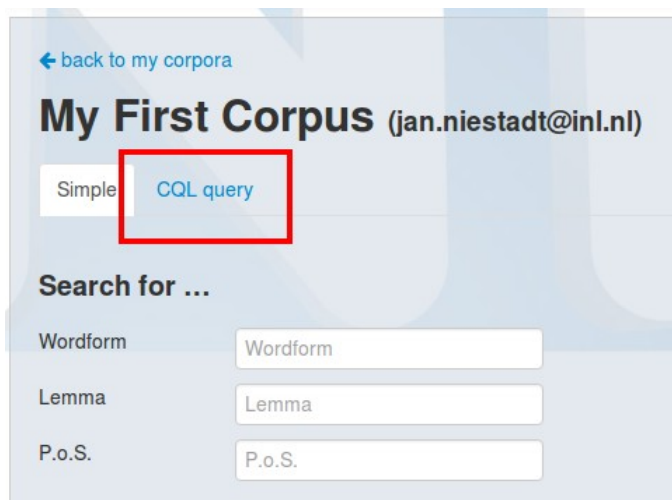 ← back to my corpora
My First Corpus (jan.niestadt@inl.nl)
Simple CQL query
Search for ...
Wordform Wordform
Lemma Lemma
P.o.S. P.o.S.